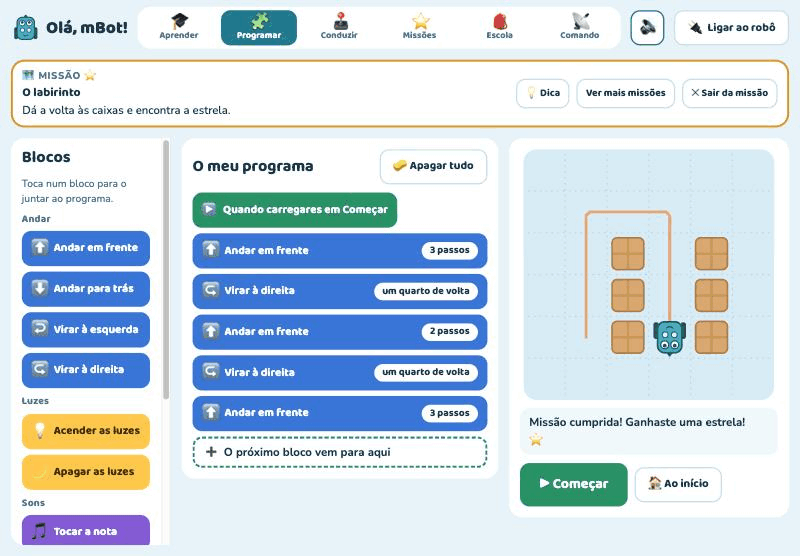 Olá, mBot!
Aprender
Programar
Conduzir
Missões
Escola
Comando
Ligar ao robô
MISSÃO
O labirinto
Dá a volta às caixas e encontra a estrela.
Dica
Ver mais missões
Sair da missão
Blocos
Toca num bloco para o
juntar ao programa.
Andar
Andar em frente
Andar para trás
Virar à esquerda
Virar à direita
Luzes
Acender as luzes
Apagar as luzes
Sons
Tocar a nota
O meu programa
Apagar tudo
Quando carregares em Começar
Andar em frente 3 passos
Virar à direita um quarto de volta
Andar em frente 2 passos
Virar à direita um quarto de volta
Andar em frente 3 passos
+ O próximo bloco vem para aqui
Missão cumprida! Ganhaste uma estrela!
Começar
Ao início